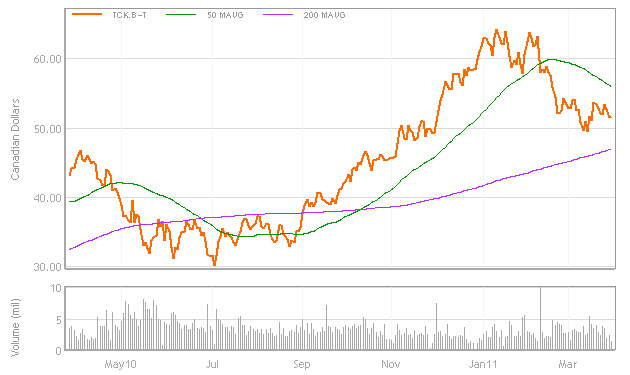 TCK.B-T 50 MAVG 200 MAVG
Canadian Dollars
60.00
50.00
40.00
30.00
Volume (mil)
10
5
0
May10 Jul Sep Nov Jan11 Mar